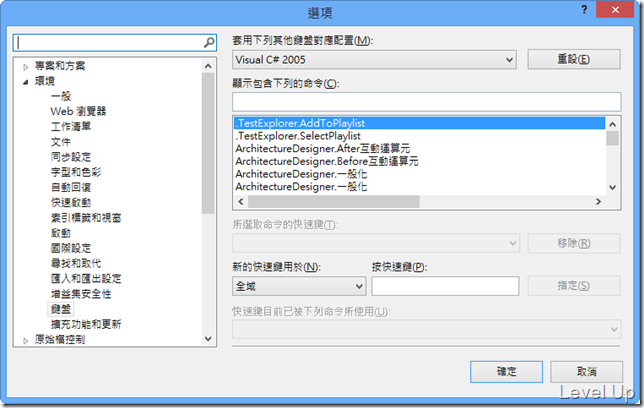 選項
?
專案和方案
環境
一般
Web 瀏覽器
工作清單
文件
同步設定
字型和色彩
自動回復
快速啟動
索引標籤和視窗
啟動
國際設定
尋找和取代
匯入和匯出設定
增益集安全性
鍵盤
擴充功能和更新
原始檔控制
套用下列其他鍵盤對應配置(M):
Visual C# 2005
重設(E)
顯示包含下列的命令(C):
.TestExplorer.AddToPlaylist
.TestExplorer.SelectPlaylist
ArchitectureDesigner.After互動運算元
ArchitectureDesigner.Before互動運算元
ArchitectureDesigner.一般化
ArchitectureDesigner.一般化
所選取命令的快速鍵(T):
移除(R)
新的快速鍵用於(N):
按快速鍵(P):
全域
指定(S)
快速鍵目前已被下列命令所使用(U):
確定
取消
Level Up